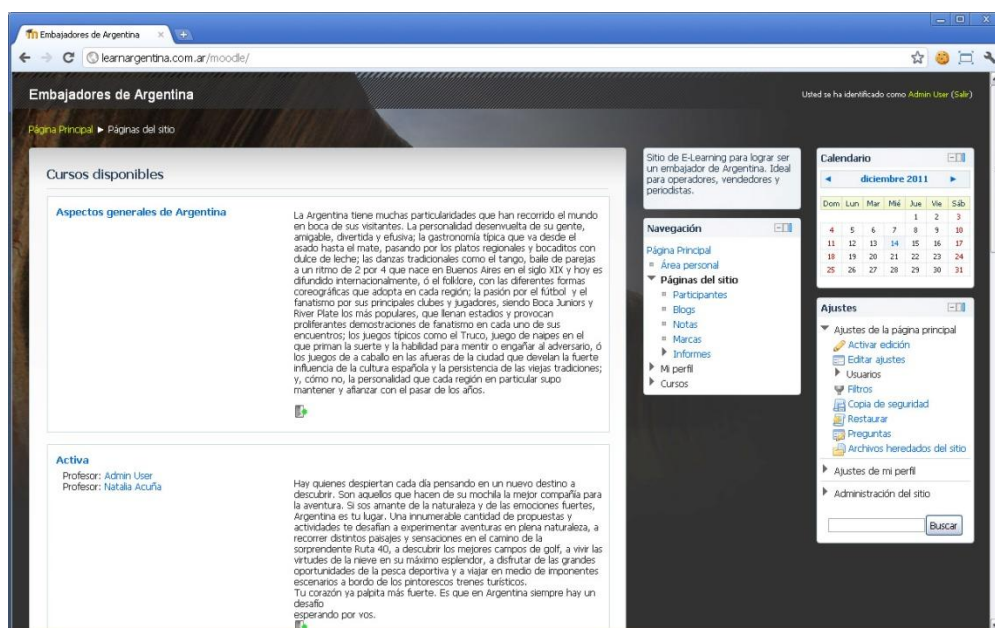 Embajadores de Argentina
learnargentina.com.ar/moodle/
Embajadores de Argentina
Usted se ha identificado como Admin User (Salir)
Página Principal ► Páginas del sitio
Cursos disponibles
Aspectos generales de Argentina
La Argentina tiene muchas particularidades que han recorrido el mundo
en boca de sus visitantes. La personalidad desenvuelta de su gente,
amigable, divertida y efusiva; la gastronomía típica que va desde el
asado hasta el mate, pasando por los platos regionales y bocaditos con
dulce de leche; las danzas tradicionales como el tango, baile de parejas
a un ritmo de 2 por 4 que nace en Buenos Aires en el siglo XIX y hoy es
difundido internacionalmente, ó el folklore, con las diferentes formas
coreográficas que adopta en cada región; la pasión por el fútbol y el
fanatismo por sus principales clubes y jugadores, siendo Boca Juniors y
River Plate los más populares, que llenan estadios y provocan
proliferantes demostraciones de fanatismo en cada uno de sus
encuentros; los juegos típicos como el Truco, juego de naipes en el
que priman la suerte y la habilidad para mentir o engañar al adversario, ó
los juegos de a caballo en las afueras de la ciudad que develan la fuerte
influencia de la cultura española y la persistencia de las viejas tradiciones;
y, cómo no, la personalidad que cada región en particular supo
mantener y afianzar con el pasar de los años.
Activa
Profesor: Admin User
Profesor: Natalia Acuña
Hay quienes despiertan cada día pensando en un nuevo destino a
descubrir. Son aquellos que hacen de su mochila la mejor compañía para
la aventura. Si sos amante de la naturaleza y de las emociones fuertes,
Argentina es tu lugar. Una innumerable cantidad de propuestas y
actividades te desafían a experimentar aventuras en plena naturaleza, a
recorrer distintos paisajes y sensaciones en el camino de la
sorprendente Ruta 40, a descubrir los mejores campos de golf, a vivir las
virtudes de la nieve en su máximo esplendor, a disfrutar de las grandes
oportunidades de la pesca deportiva y a viajar en medio de imponentes
escenarios a bordo de los pintorescos trenes turísticos.
Tu corazón ya palpita más fuerte. Es que en Argentina siempre hay un
desafío
esperando por vos.
Sitio de E-Learning para lograr ser
un embajador de Argentina. Ideal
para operadores, vendedores y
periodistas.
Navegación
Página Principal
Área personal
Páginas del sitio
Participantes
Blogs
Notas
Marcas
Informes
Mi perfil
Cursos
Calendario
◄ diciembre 2011 ►
Dom Lun Mar Mié Jue Vie Sáb
1 2 3
4 5 6 7 8 9 10
11 12 13 14 15 16 17
18 19 20 21 22 23 24
25 26 27 28 29 30 31
Ajustes
Ajustes de la página principal
Activar edición
Editar ajustes
Usuarios
Filtros
Copia de seguridad
Restaurar
Preguntas
Archivos heredados del sitio
Ajustes de mi perfil
Administración del sitio
Buscar